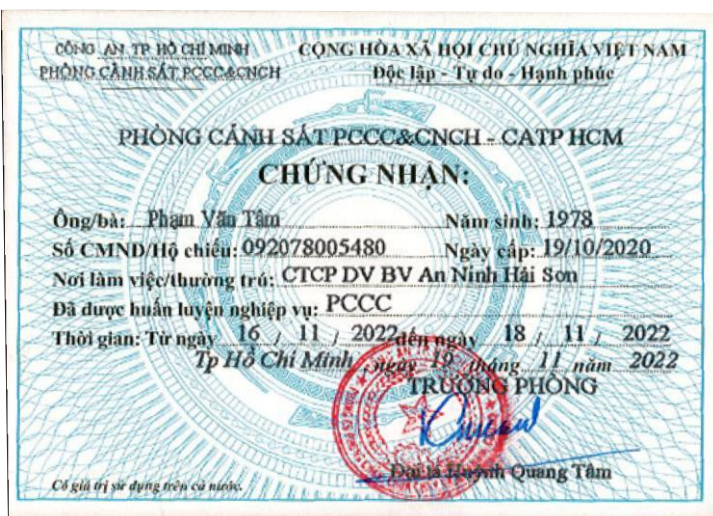 CÔNG AN TP HỒ CHÍ MINH
PHÒNG CẢNH SÁT PCCC&CNCH
CỘNG HÒA XÃ HỘI CHỦ NGHĨA VIỆT NAM
Độc lập - Tự do - Hạnh phúc
PHÒNG CẢNH SÁT PCCC&CNCH - CATP HCM
CHỨNG NHẬN:
Ông/bà: Phạm Văn Tâm Năm sinh: 1978
Số CMND/Hộ chiếu: 092078005480 Ngày cấp: 19/10/2020
Nơi làm việc/thường trú: CTCP DV BV An Ninh Hải Sơn
Đã được huấn luyện nghiệp vụ: PCCC
Thời gian: Từ ngày 16 / 11 / 2022 đến ngày 18 / 11 / 2022
Tp Hồ Chí Minh, ngày 19 tháng 11 năm 2022
TRƯỞNG PHÒNG
Đại tá Huỳnh Quang Tâm
Có giá trị sử dụng trên cả nước.